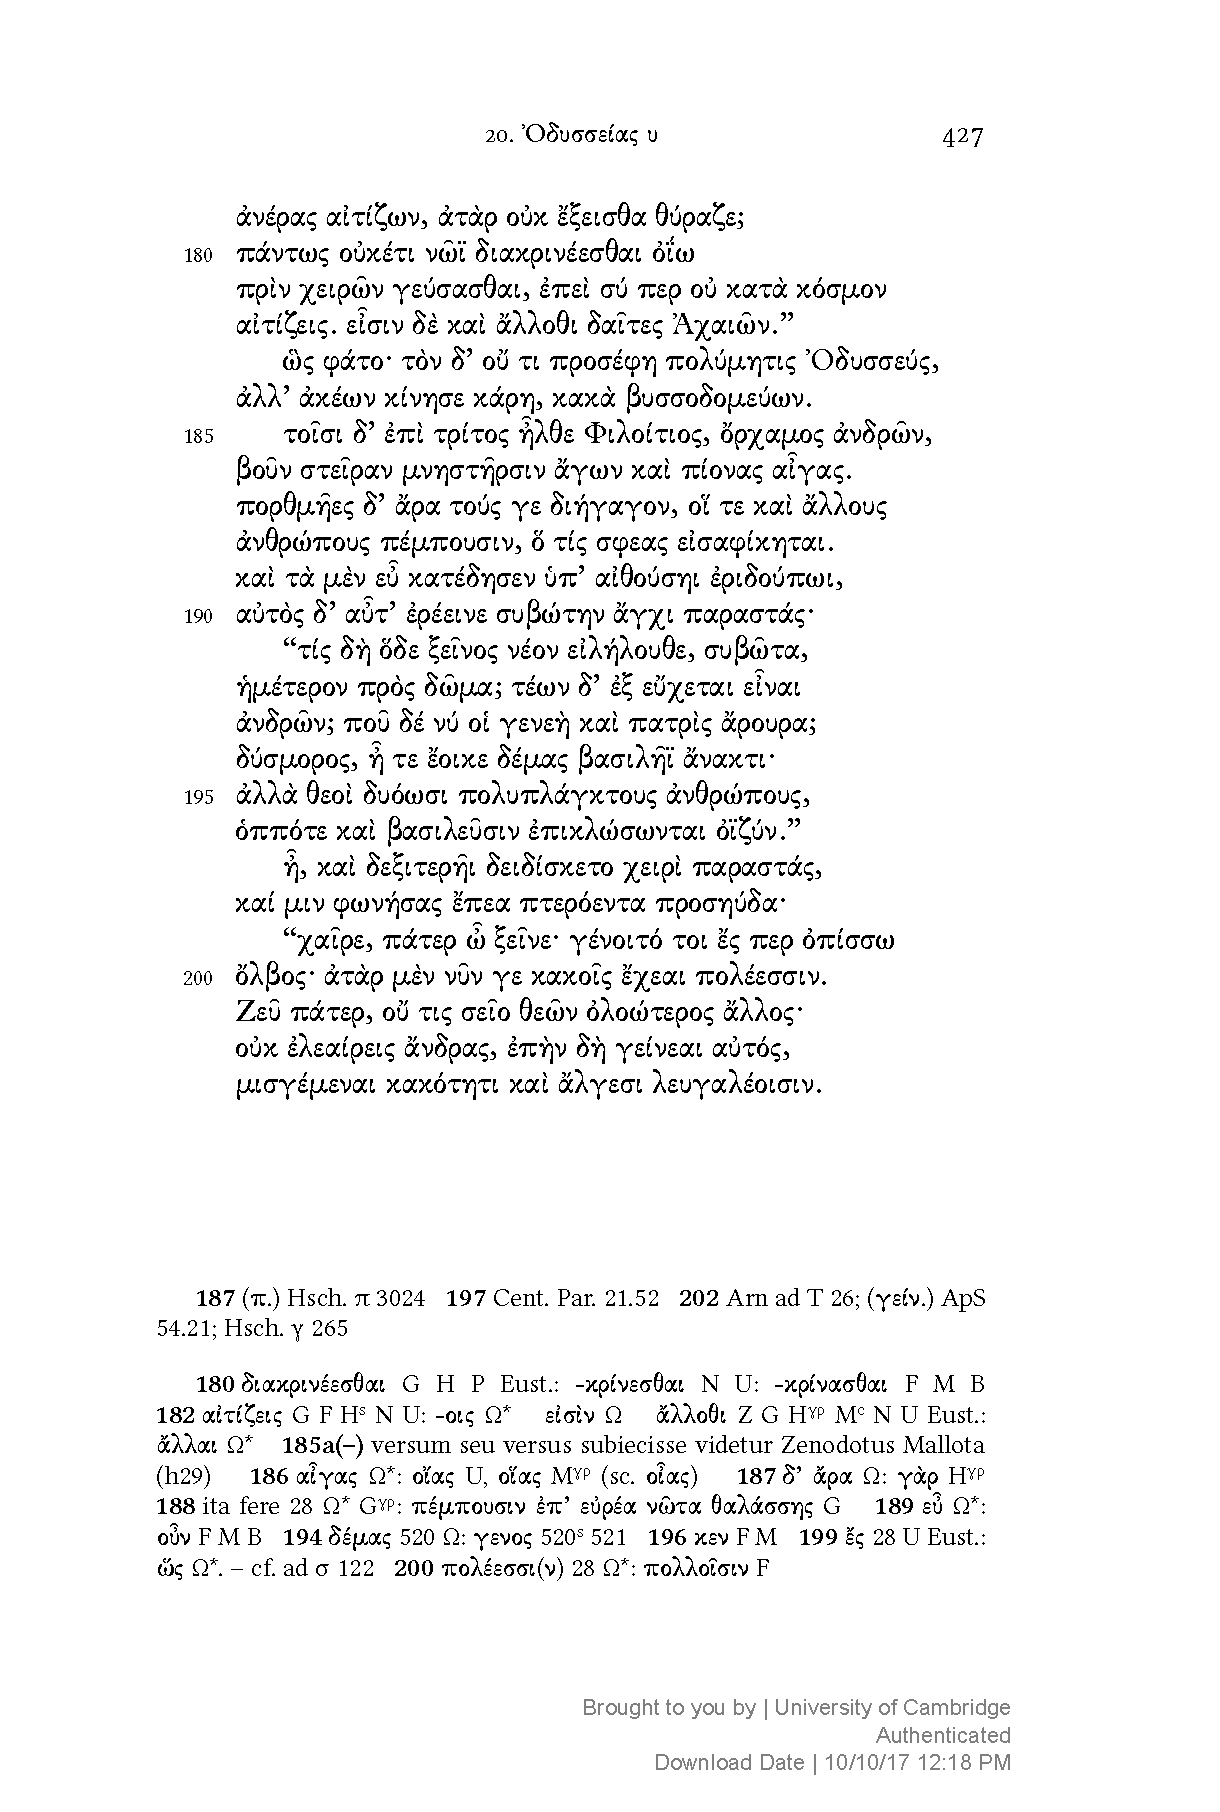 20. Ὀδυσσείας υ 427
ἀνέρας αἰτίζων, ἀτὰρ οὐκ ἔξεισθα θύραζε;
180 πάντως οὐκέτι νῶϊ διακρινέεσθαι ὀΐω
πρὶν χειρῶν γεύσασθαι, ἐπεὶ σύ περ οὐ κατὰ κόσμον
αἰτίζεις. εἶσιν δὲ καὶ ἄλλοθι δαῖτες Ἀχαιῶν.”
ὣς φάτο· τὸν δ’ οὔ τι προσέφη πολύμητις Ὀδυσσεύς,
ἀλλ’ ἀκέων κίνησε κάρη, κακὰ βυσσοδομεύων.
185 τοῖσι δ’ ἐπὶ τρίτος ἦλθε Φιλοίτιος, ὄρχαμος ἀνδρῶν,
βοῦν στεῖραν μνηστῆρσιν ἄγων καὶ πίονας αἶγας.
πορθμῆες δ’ ἄρα τούς γε διήγαγον, οἵ τε καὶ ἄλλους
ἀνθρώπους πέμπουσιν, ὅ τίς σφεας εἰσαφίκηται.
καὶ τὰ μὲν εὖ κατέδησεν ὑπ’ αἰθούσηι ἐριδούπωι,
190 αὐτὸς δ’ αὖτ’ ἐρέεινε συβώτην ἄγχι παραστάς·
“τίς δὴ ὅδε ξεῖνος νέον εἰλήλουθε, συβῶτα,
ἡμέτερον πρὸς δῶμα; τέων δ’ ἐξ εὔχεται εἶναι
ἀνδρῶν; ποῦ δέ νύ οἱ γενεὴ καὶ πατρὶς ἄρουρα;
δύσμορος, ἦ τε ἔοικε δέμας βασιλῆϊ ἄνακτι·
195 ἀλλὰ θεοὶ δυόωσι πολυπλάγκτους ἀνθρώπους,
ὁππότε καὶ βασιλεῦσιν ἐπικλώσωνται ὀϊζύν.”
ἦ, καὶ δεξιτερῆι δειδίσκετο χειρὶ παραστάς,
καί μιν φωνήσας ἔπεα πτερόεντα προσηύδα·
“χαῖρε, πάτερ ὦ ξεῖνε· γένοιτό τοι ἔς περ ὀπίσσω
200 ὄλβος· ἀτὰρ μὲν νῦν γε κακοῖς ἔχεαι πολέεσσιν.
Ζεῦ πάτερ, οὔ τις σεῖο θεῶν ὀλοώτερος ἄλλος·
οὐκ ἐλεαίρεις ἄνδρας, ἐπὴν δὴ γείνεαι αὐτός,
μισγέμεναι κακότητι καὶ ἄλγεσι λευγαλέοισιν.
187 (π.) Hsch. π 3024 197 Cent. Par. 21.52 202 Arn ad T 26; (γείν.) ApS
54.21; Hsch. γ 265
180 διακρινέεσθαι G H P Eust.: -κρίνεσθαι N U: -κρίνασθαι F M B
182 αἰτίζεις G F Hˢ N U: -οις Ω* εἰσὶν Ω ἄλλοθι Z G Hᵞᵖ Mᶜ N U Eust.:
ἄλλαι Ω* 185a(–) versum seu versus subiecisse videtur Zenodotus Mallota
(h29) 186 αἶγας Ω*: οἴας U, οἵας Mᵞᵖ (sc. οἶας) 187 δ’ ἄρα Ω: γὰρ Hᵞᵖ
188 ita fere 28 Ω* Gᵞᵖ: πέμπουσιν ἐπ’ εὐρέα νῶτα θαλάσσης G 189 εὖ Ω*:
οὖν F M B 194 δέμας 520 Ω: γενος 520ˢ 521 196 κεν F M 199 ἔς 28 U Eust.:
ὥς Ω*. – cf. ad σ 122 200 πολέεσσι(ν) 28 Ω*: πολλοῖσιν F
Brought to you by | University of Cambridge
Authenticated
Download Date | 10/10/17 12:18 PM